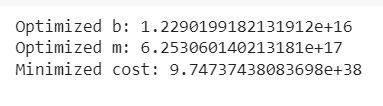 Optimized b: 1.2290199182131912e+16
Optimized m: 6.253060140213181e+17
Minimized cost: 9.74737438083698e+38